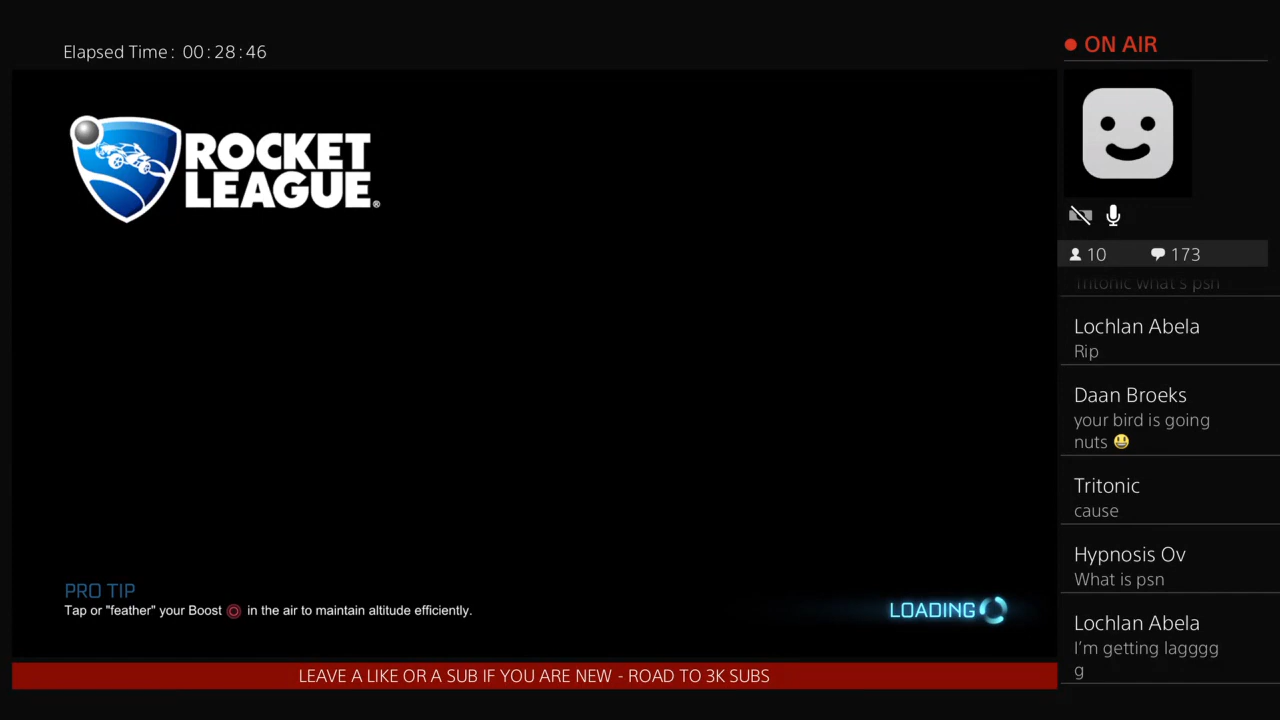 Elapsed Time: 00:28:46
ON AIR
ROCKET
LEAGUE®
10 173
Tritonic what's psn
Lochlan Abela
Rip
Daan Broeks
your bird is going
nuts 😃
Tritonic
cause
Hypnosis Ov
What is psn
Lochlan Abela
I'm getting lagggg
g
PRO TIP
Tap or "feather" your Boost in the air to maintain altitude efficiently.
LOADING
LEAVE A LIKE OR A SUB IF YOU ARE NEW - ROAD TO 3K SUBS